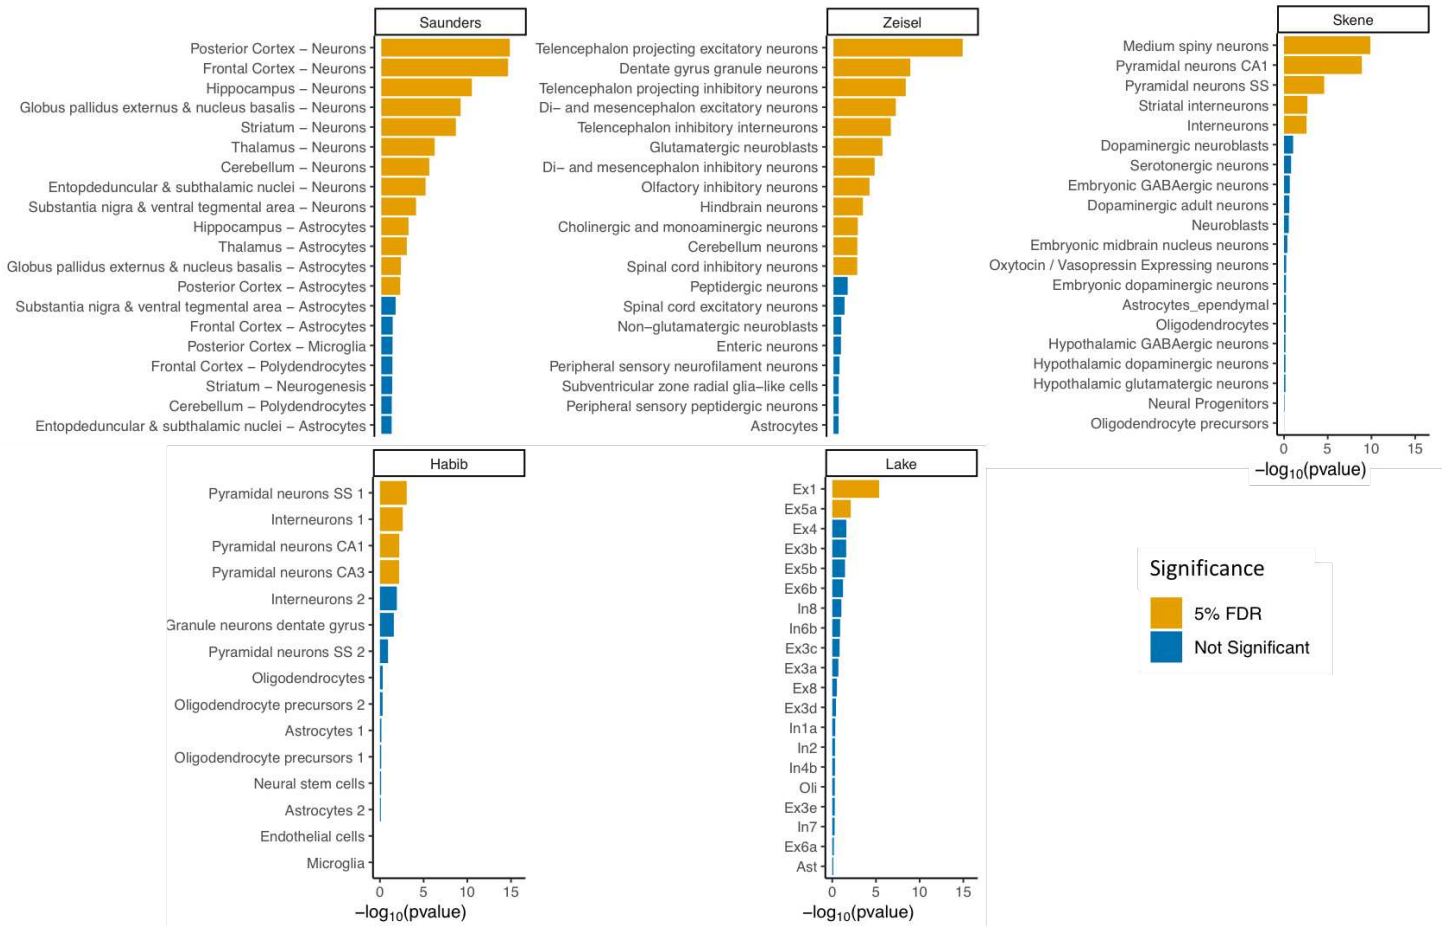 Saunders
Posterior Cortex – Neurons
Frontal Cortex – Neurons
Hippocampus – Neurons
Globus pallidus externus & nucleus basalis – Neurons
Striatum – Neurons
Thalamus – Neurons
Cerebellum – Neurons
Entopdeduncular & subthalamic nuclei – Neurons
Substantia nigra & ventral tegmental area – Neurons
Hippocampus – Astrocytes
Thalamus – Astrocytes
Globus pallidus externus & nucleus basalis – Astrocytes
Posterior Cortex – Astrocytes
Substantia nigra & ventral tegmental area – Astrocytes
Frontal Cortex – Astrocytes
Posterior Cortex – Microglia
Frontal Cortex – Polydendrocytes
Striatum – Neurogenesis
Cerebellum – Polydendrocytes
Entopdeduncular & subthalamic nuclei – Astrocytes
Zeisel
Telencephalon projecting excitatory neurons
Dentate gyrus granule neurons
Telencephalon projecting inhibitory neurons
Di– and mesencephalon excitatory neurons
Telencephalon inhibitory interneurons
Glutamatergic neuroblasts
Di– and mesencephalon inhibitory neurons
Olfactory inhibitory neurons
Hindbrain neurons
Cholinergic and monoaminergic neurons
Cerebellum neurons
Spinal cord inhibitory neurons
Peptidergic neurons
Spinal cord excitatory neurons
Non–glutamatergic neuroblasts
Enteric neurons
Peripheral sensory neurofilament neurons
Subventricular zone radial glia–like cells
Peripheral sensory peptidergic neurons
Astrocytes
Skene
Medium spiny neurons
Pyramidal neurons CA1
Pyramidal neurons SS
Striatal interneurons
Interneurons
Dopaminergic neuroblasts
Serotonergic neurons
Embryonic GABAergic neurons
Dopaminergic adult neurons
Neuroblasts
Embryonic midbrain nucleus neurons
Oxytocin / Vasopressin Expressing neurons
Embryonic dopaminergic neurons
Astrocytes_ependymal
Oligodendrocytes
Hypothalamic GABAergic neurons
Hypothalamic dopaminergic neurons
Hypothalamic glutamatergic neurons
Neural Progenitors
Oligodendrocyte precursors
0 5 10 15
−log10(pvalue)
Habib
Pyramidal neurons SS 1
Interneurons 1
Pyramidal neurons CA1
Pyramidal neurons CA3
Interneurons 2
Granule neurons dentate gyrus
Pyramidal neurons SS 2
Oligodendrocytes
Oligodendrocyte precursors 2
Astrocytes 1
Oligodendrocyte precursors 1
Neural stem cells
Astrocytes 2
Endothelial cells
Microglia
0 5 10 15
−log10(pvalue)
Lake
Ex1
Ex5a
Ex4
Ex3b
Ex5b
Ex6b
In8
In6b
Ex3c
Ex3a
Ex8
Ex3d
In1a
In2
In4b
Oli
Ex3e
In7
Ex6a
Ast
0 5 10 15
−log10(pvalue)
Significance
5% FDR
Not Significant